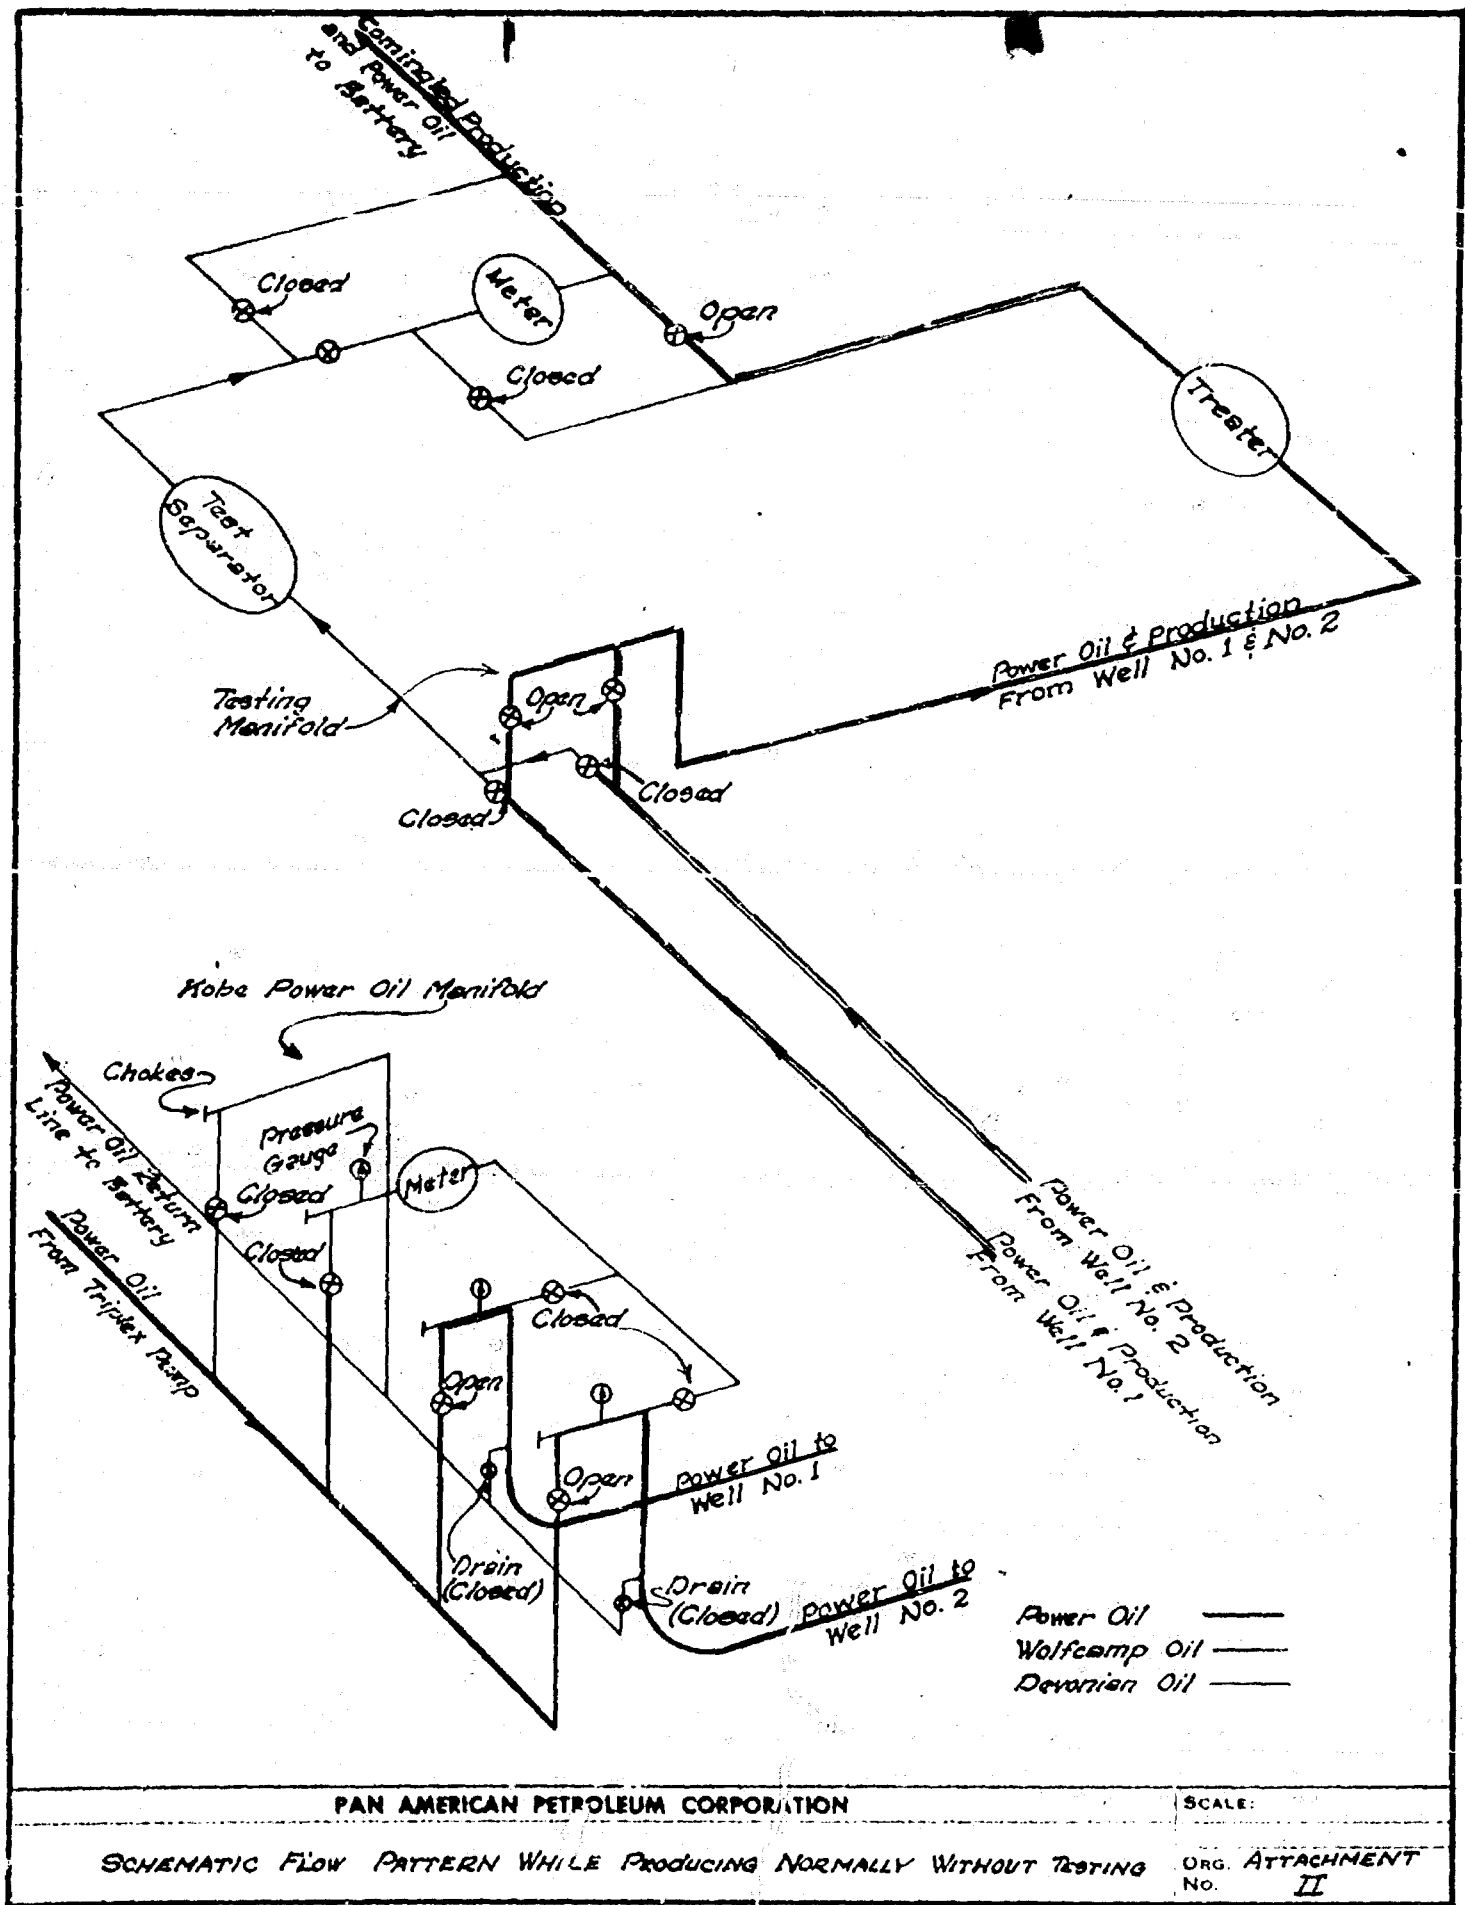 Comingled Production
and Power Oil
to Battery
Closed
Meter
Open
Closed
Treater
Test
Separator
Power Oil & Production
From Well No. 1 & No. 2
Testing
Manifold
Open
Closed
Closed
Kobe Power Oil Manifold
Chokes
Pressure
Gauge
Meter
Power Oil Return
Line to Battery
Closed
Power Oil
From Triplex Pump
Closed
Closed
Power Oil & Production
From Well No. 2
Power Oil & Production
From Well No. 1
Open
Open
Power Oil to
Well No. 1
Drain
(Closed)
Drain
(Closed)
Power Oil to
Well No. 2
Power Oil
Wolfcamp Oil
Devonian Oil
PAN AMERICAN PETROLEUM CORPORATION
SCALE:
SCHEMATIC FLOW PATTERN WHILE PRODUCING NORMALLY WITHOUT TESTING
ORG. ATTACHMENT
No. II